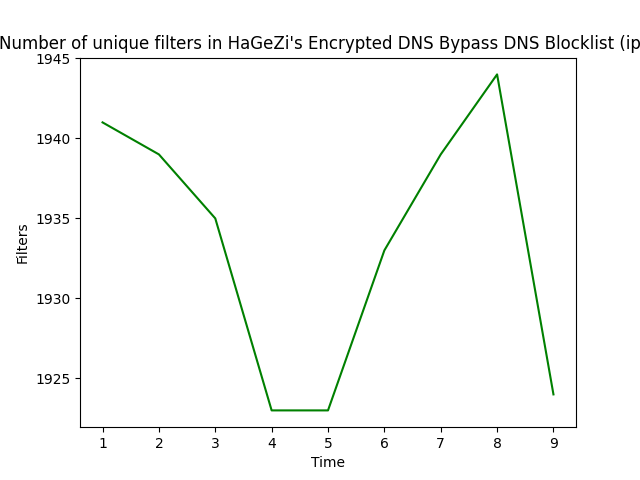 Number of unique filters in HaGeZi's Encrypted DNS Bypass DNS Blocklist (ip
1945
1940
1935
1930
1925
Filters
1 2 3 4 5 6 7 8 9
Time